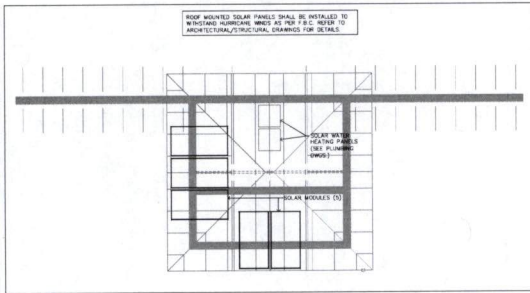 ROOF MOUNTED SOLAR PANELS SHALL BE INSTALLED TO
WITHSTAND HURRICANE WINDS AS PER F.B.C. REFER TO
ARCHITECTURAL/STRUCTURAL DRAWINGS FOR DETAILS.
SOLAR WATER
HEATING PANELS
(SEE PLUMBING
DWGS)
SOLAR MODULES (5)